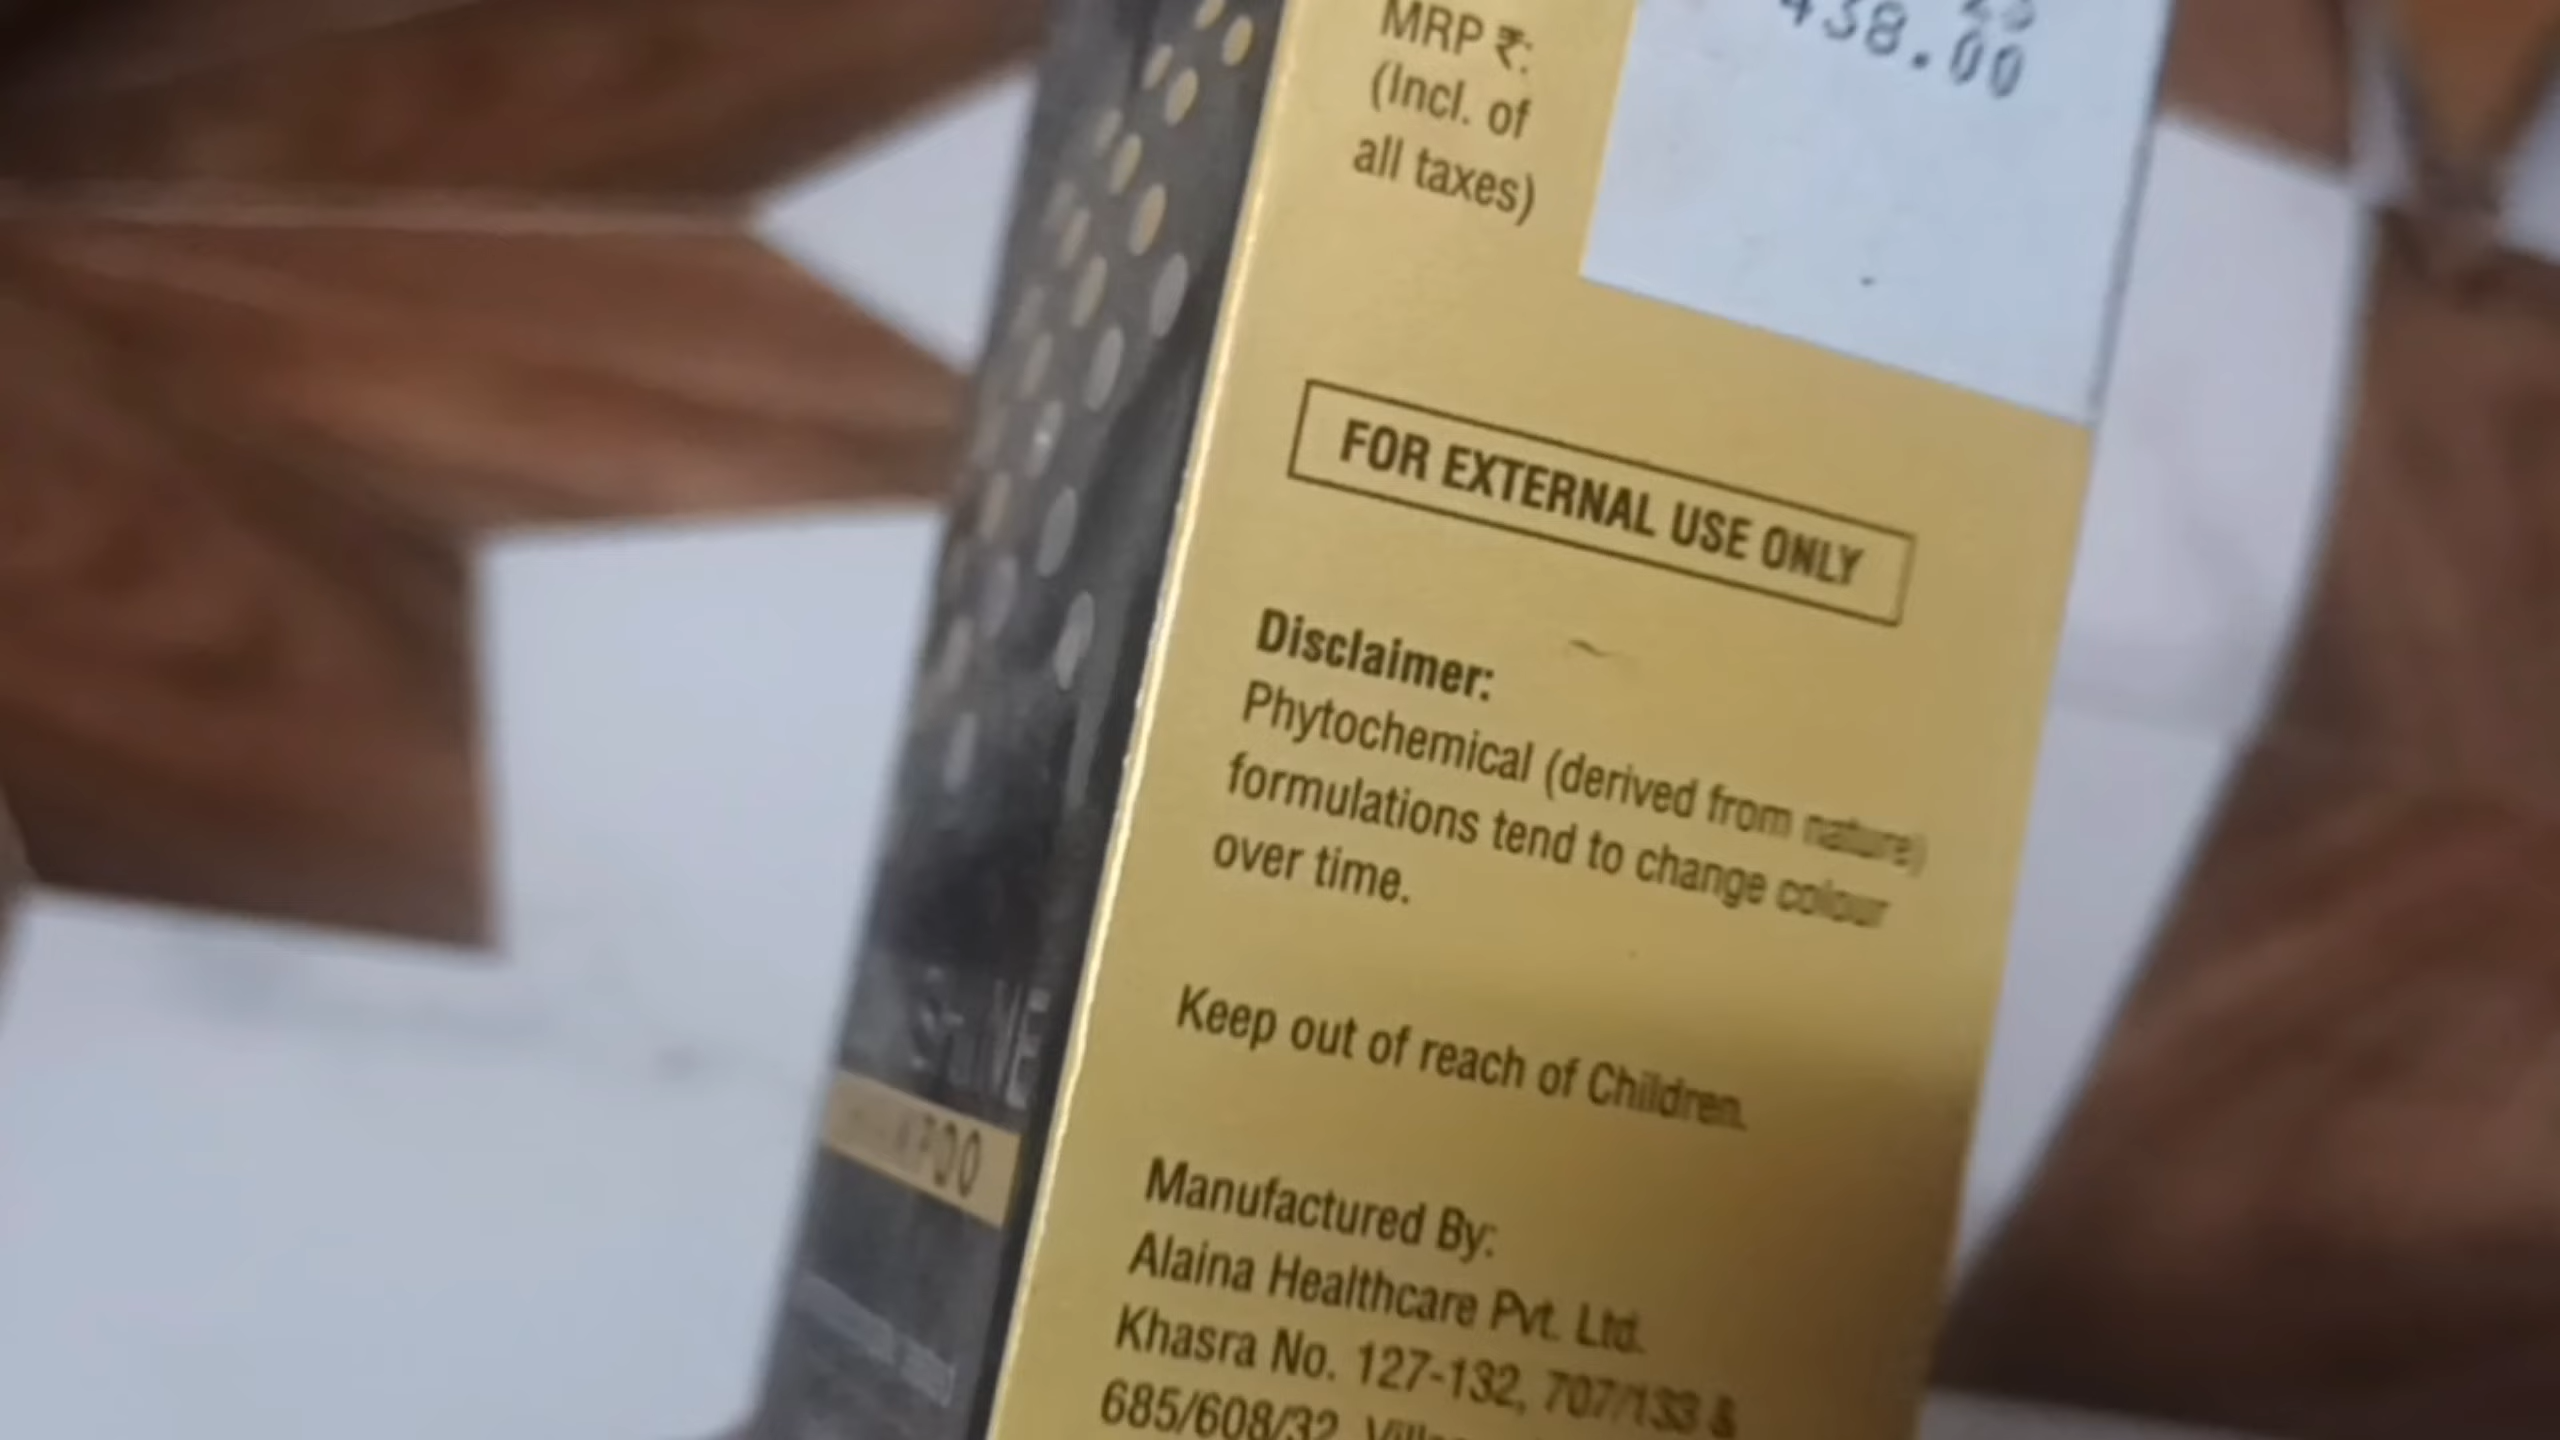 MRP ₹:
438.00
(Incl. of
all taxes)
FOR EXTERNAL USE ONLY
Disclaimer:
Phytochemical (derived from nature)
formulations tend to change colour
over time.
Keep out of reach of Children.
Manufactured By:
Alaina Healthcare Pvt. Ltd.
Khasra No. 127-132, 707/133 &
685/608/32,